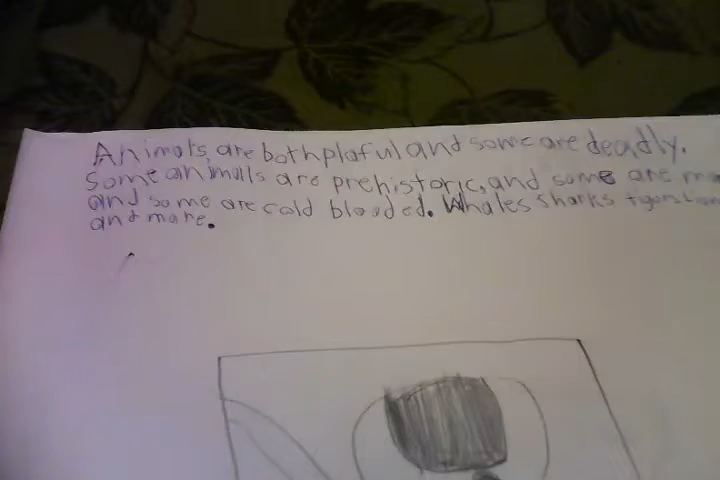 Animals are both plaful and some are deadly.
Some animalls are prehistoric, and some are
and some are cold blooded. Whales sharks tigers
and more.